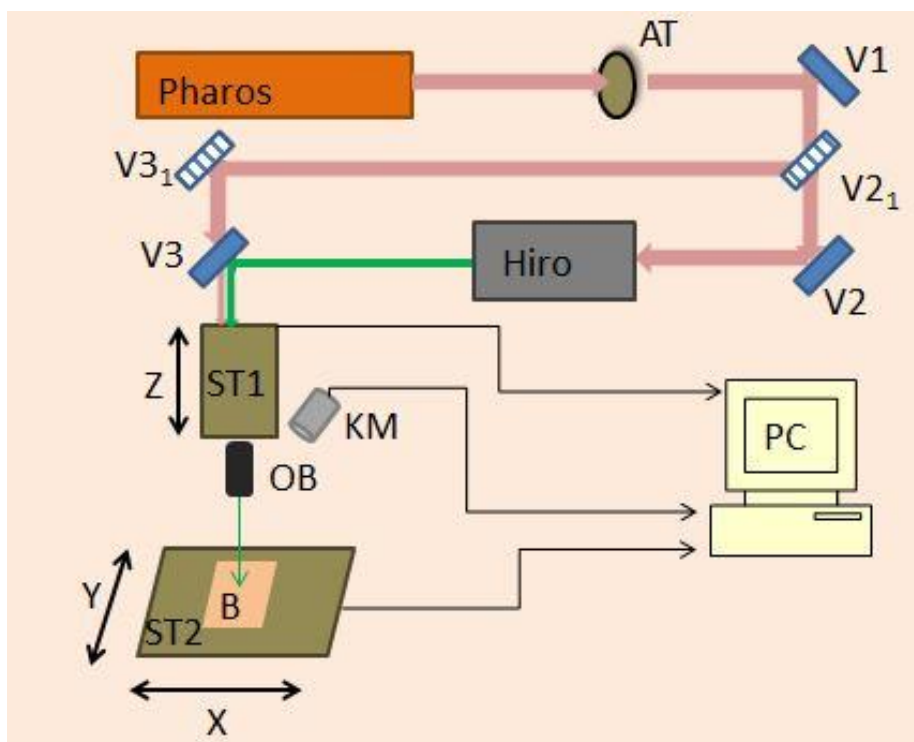 AT
V1
Pharos
V3₁
V2₁
V3
Hiro
V2
Z
ST1
KM
PC
OB
Y
B
ST2
X